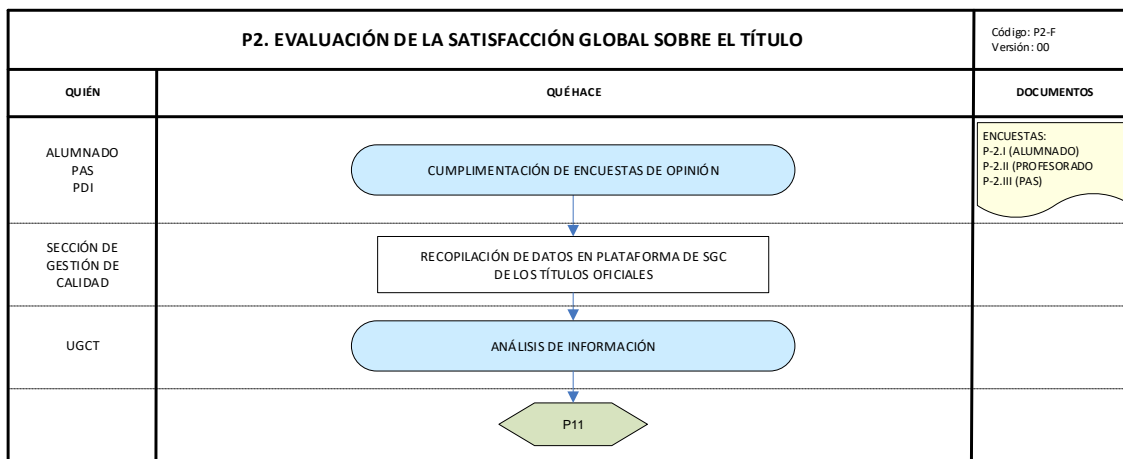 P2. EVALUACIÓN DE LA SATISFACCIÓN GLOBAL SOBRE EL TÍTULO
Código: P2-F
Versión: 00
QUIÉN
QUÉ HACE
DOCUMENTOS
ALUMNADO
PAS
PDI
CUMPLIMENTACIÓN DE ENCUESTAS DE OPINIÓN
ENCUESTAS:
P-2.I (ALUMNADO)
P-2.II (PROFESORADO
P-2.III (PAS)
SECCIÓN DE
GESTIÓN DE
CALIDAD
RECOPILACIÓN DE DATOS EN PLATAFORMA DE SGC
DE LOS TÍTULOS OFICIALES
UGCT
ANÁLISIS DE INFORMACIÓN
P11